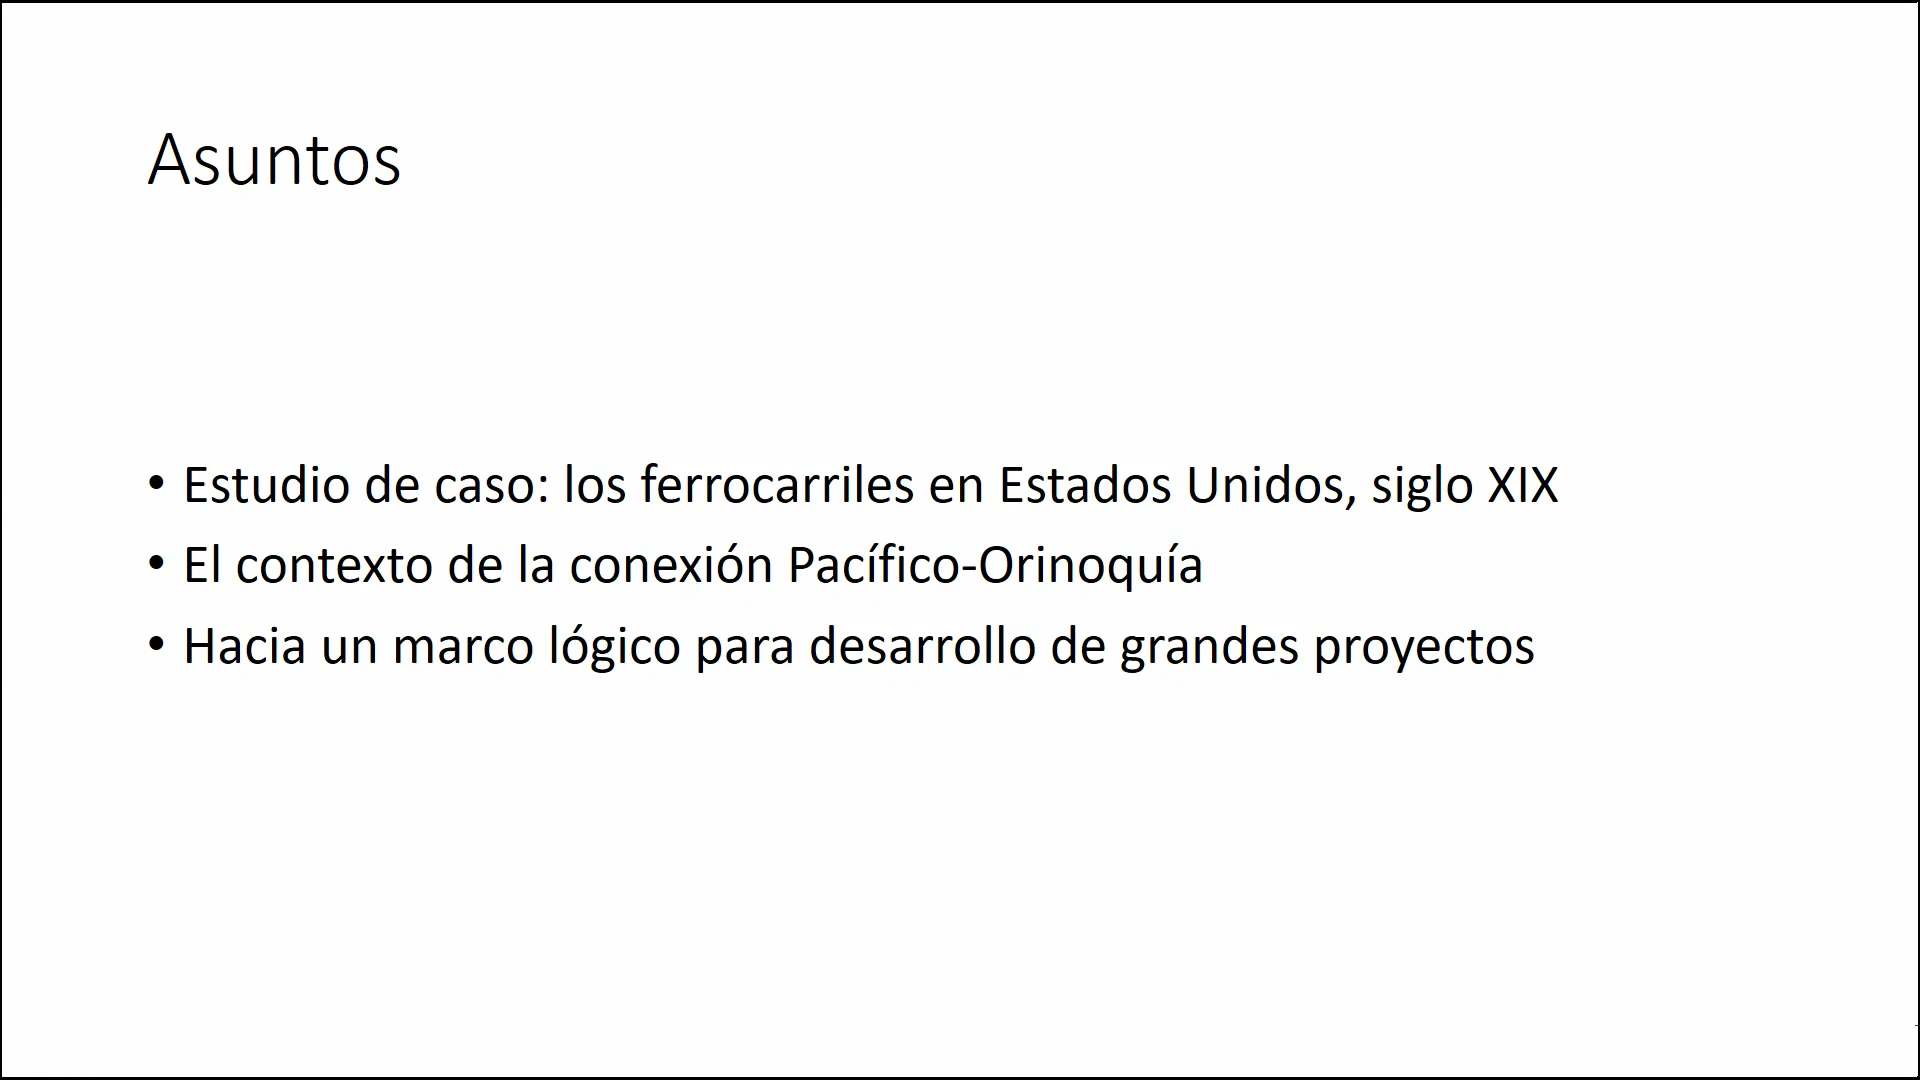 Asuntos
• Estudio de caso: los ferrocarriles en Estados Unidos, siglo XIX
• El contexto de la conexión Pacífico-Orinoquía
• Hacia un marco lógico para desarrollo de grandes proyectos